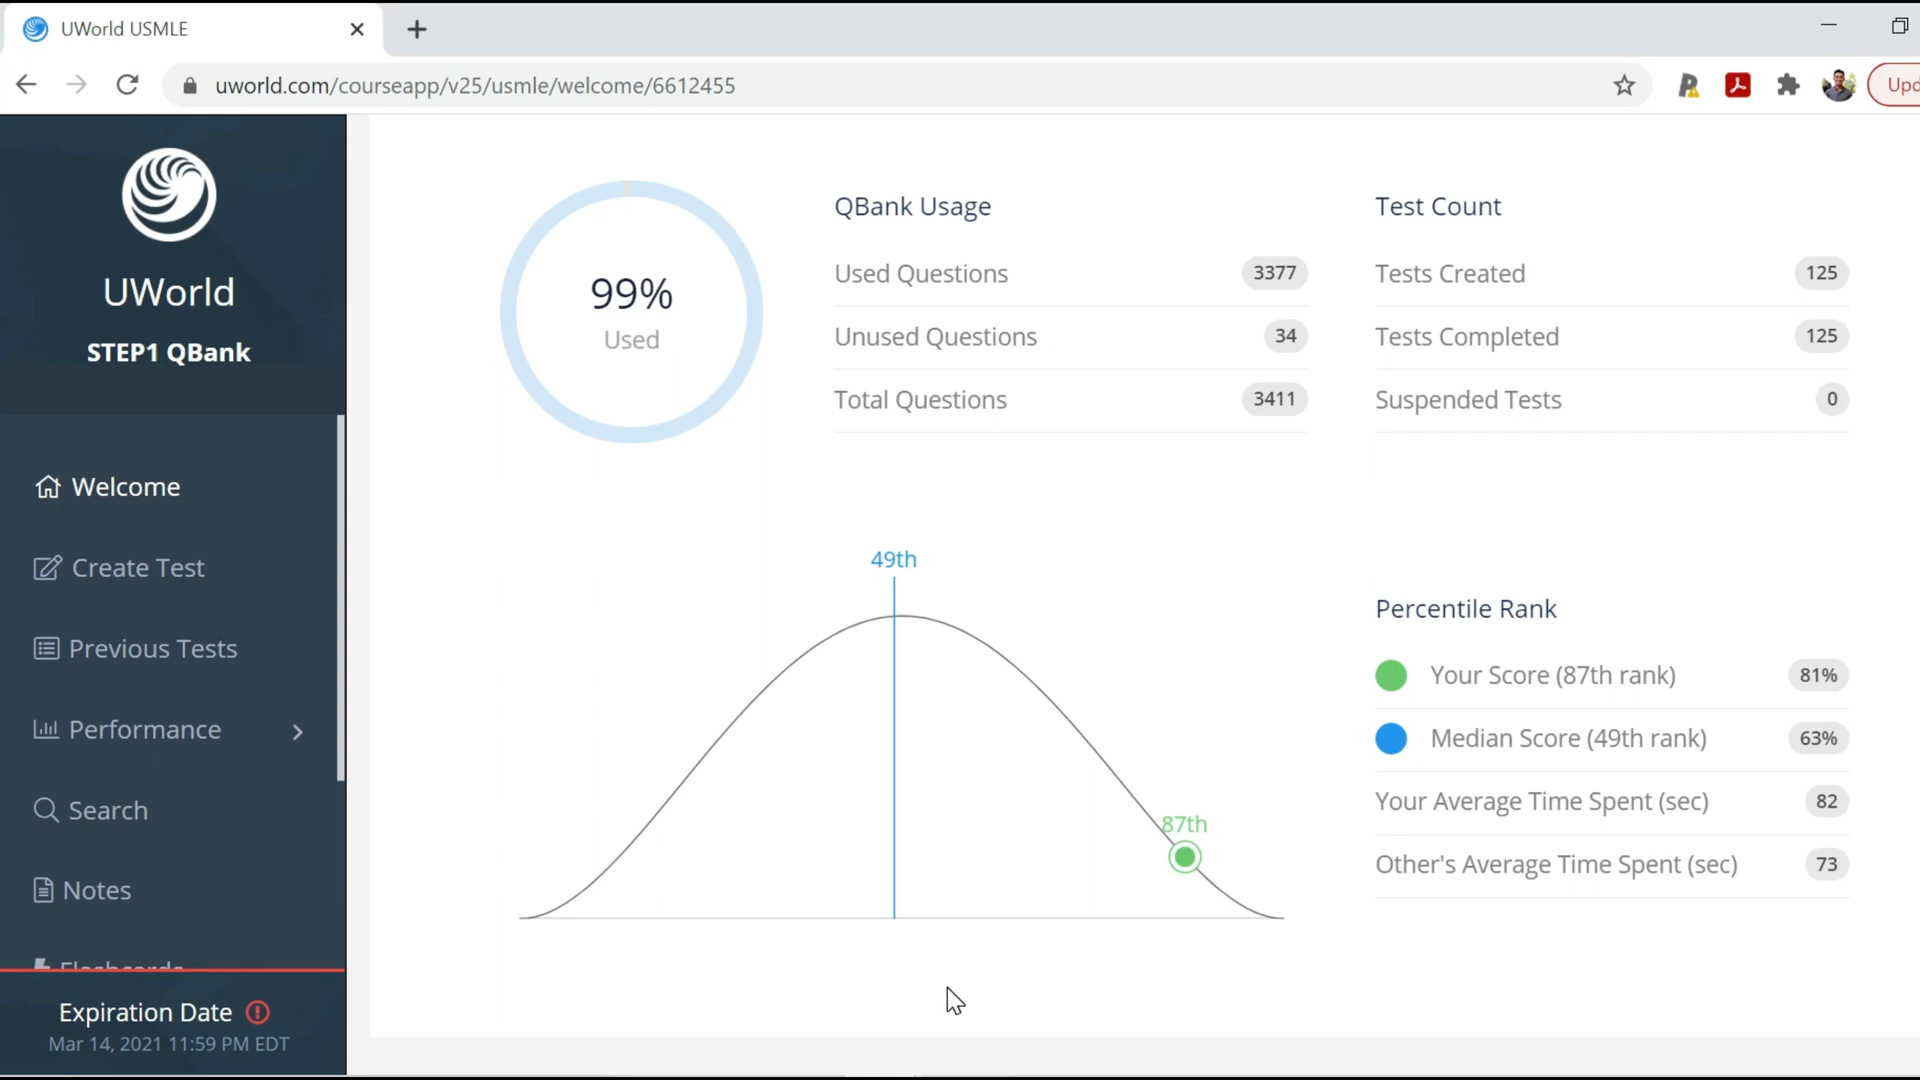 UWorld USMLE
uworld.com/courseapp/v25/usmle/welcome/6612455
Upd
UWorld
STEP1 QBank
Welcome
Create Test
Previous Tests
Performance
Search
Notes
Flashcards
Expiration Date
Mar 14, 2021 11:59 PM EDT
99%
Used
QBank Usage
Used Questions 3377
Unused Questions 34
Total Questions 3411
Test Count
Tests Created 125
Tests Completed 125
Suspended Tests 0
49th
87th
Percentile Rank
Your Score (87th rank) 81%
Median Score (49th rank) 63%
Your Average Time Spent (sec) 82
Other's Average Time Spent (sec) 73